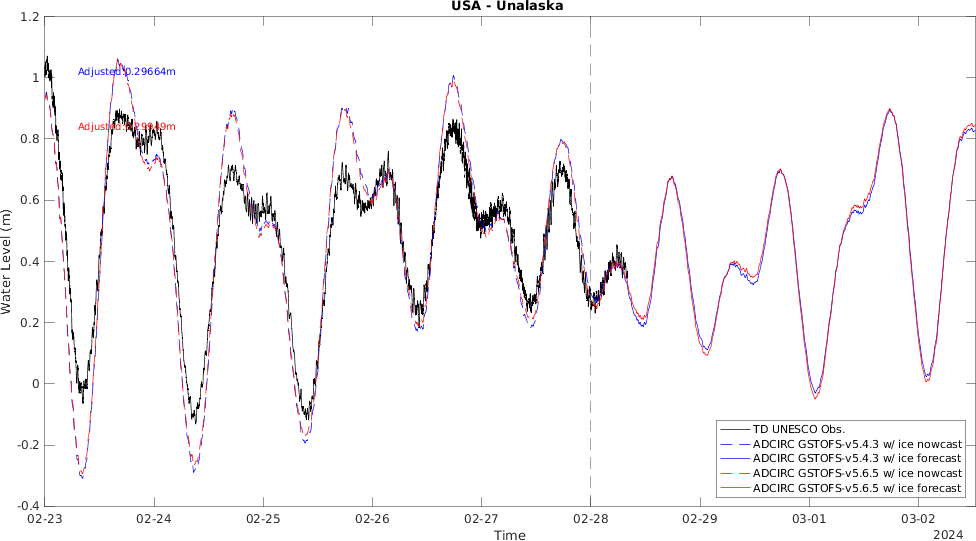 USA - Unalaska
1.2
1
0.8
0.6
0.4
0.2
0
-0.2
-0.4
Water Level (m)
Adjusted:0.29664m
TD UNESCO Obs.
ADCIRC GSTOFS-v5.4.3 w/ ice nowcast
ADCIRC GSTOFS-v5.4.3 w/ ice forecast
ADCIRC GSTOFS-v5.6.5 w/ ice nowcast
ADCIRC GSTOFS-v5.6.5 w/ ice forecast
02-23
02-24
02-25
02-26
02-27
02-28
02-29
03-01
03-02
Time
2024